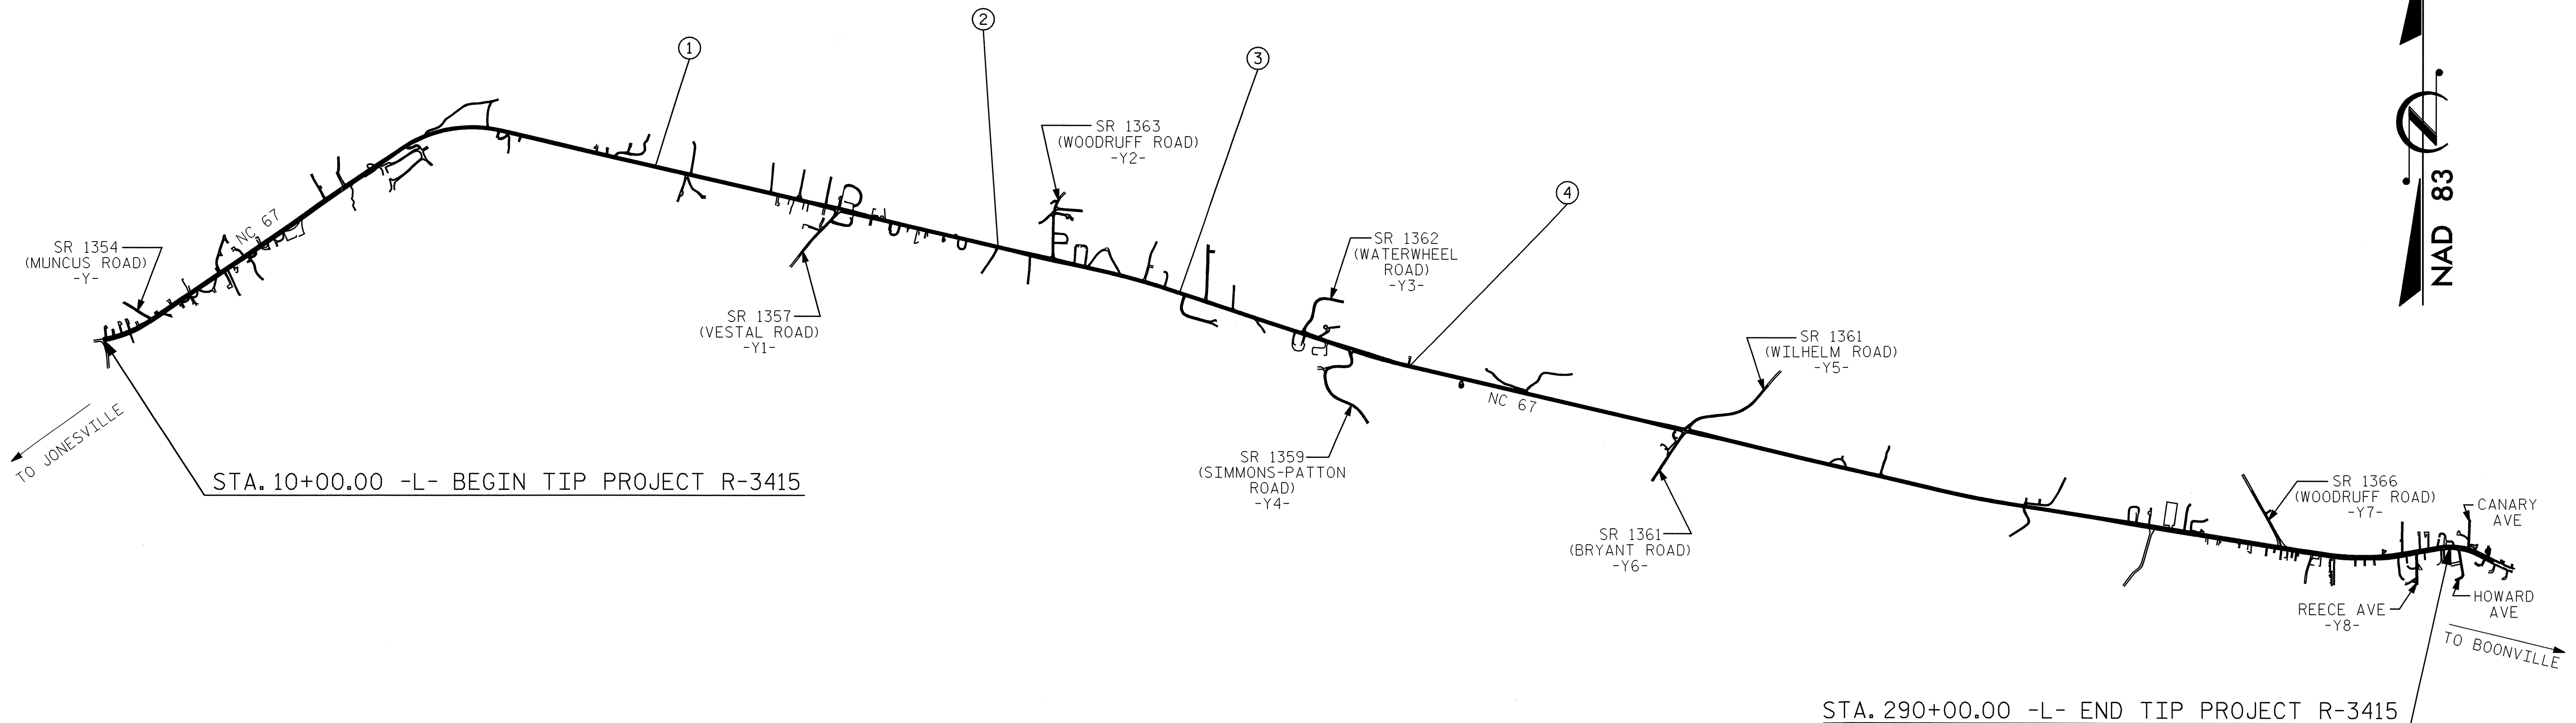 1
2
3
4
SR 1363
(WOODRUFF ROAD)
-Y2-
SR 1354
(MUNCUS ROAD)
-Y-
NC 67
SR 1357
(VESTAL ROAD)
-Y1-
SR 1362
(WATERWHEEL
ROAD)
-Y3-
SR 1359
(SIMMONS-PATTON
ROAD)
-Y4-
NC 67
SR 1361
(WILHELM ROAD)
-Y5-
SR 1361
(BRYANT ROAD)
-Y6-
SR 1366
(WOODRUFF ROAD)
-Y7-
CANARY
AVE
REECE AVE
-Y8-
HOWARD
AVE
TO JONESVILLE
TO BOONVILLE
STA. 10+00.00 -L- BEGIN TIP PROJECT R-3415
STA. 290+00.00 -L- END TIP PROJECT R-3415
N
NAD 83